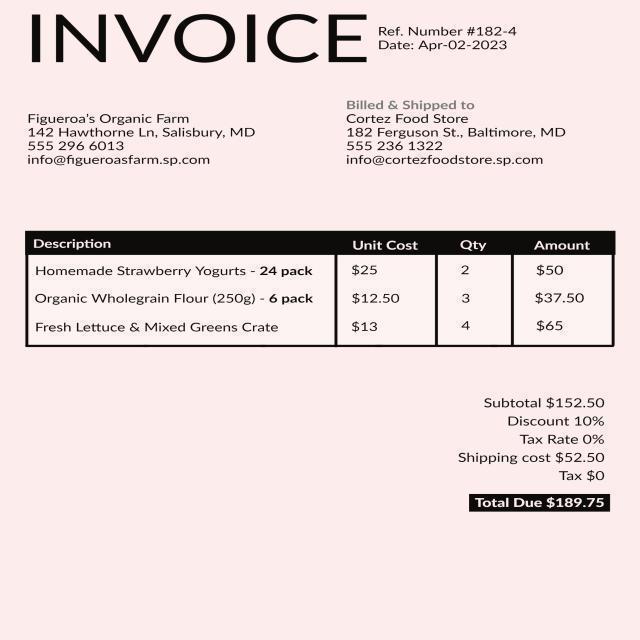 INVOICE
Ref. Number #182-4
Date: Apr-02-2023
Figueroa's Organic Farm
142 Hawthorne Ln, Salisbury, MD
555 296 6013
info@figueroasfarm.sp.com
Billed & Shipped to
Cortez Food Store
182 Ferguson St., Baltimore, MD
555 236 1322
info@cortezfoodstore.sp.com
Description Unit Cost Qty Amount
Homemade Strawberry Yogurts - 24 pack $25 2 $50
Organic Wholegrain Flour (250g) - 6 pack $12.50 3 $37.50
Fresh Lettuce & Mixed Greens Crate $13 4 $65
Subtotal $152.50
Discount 10%
Tax Rate 0%
Shipping cost $52.50
Tax $0
Total Due $189.75